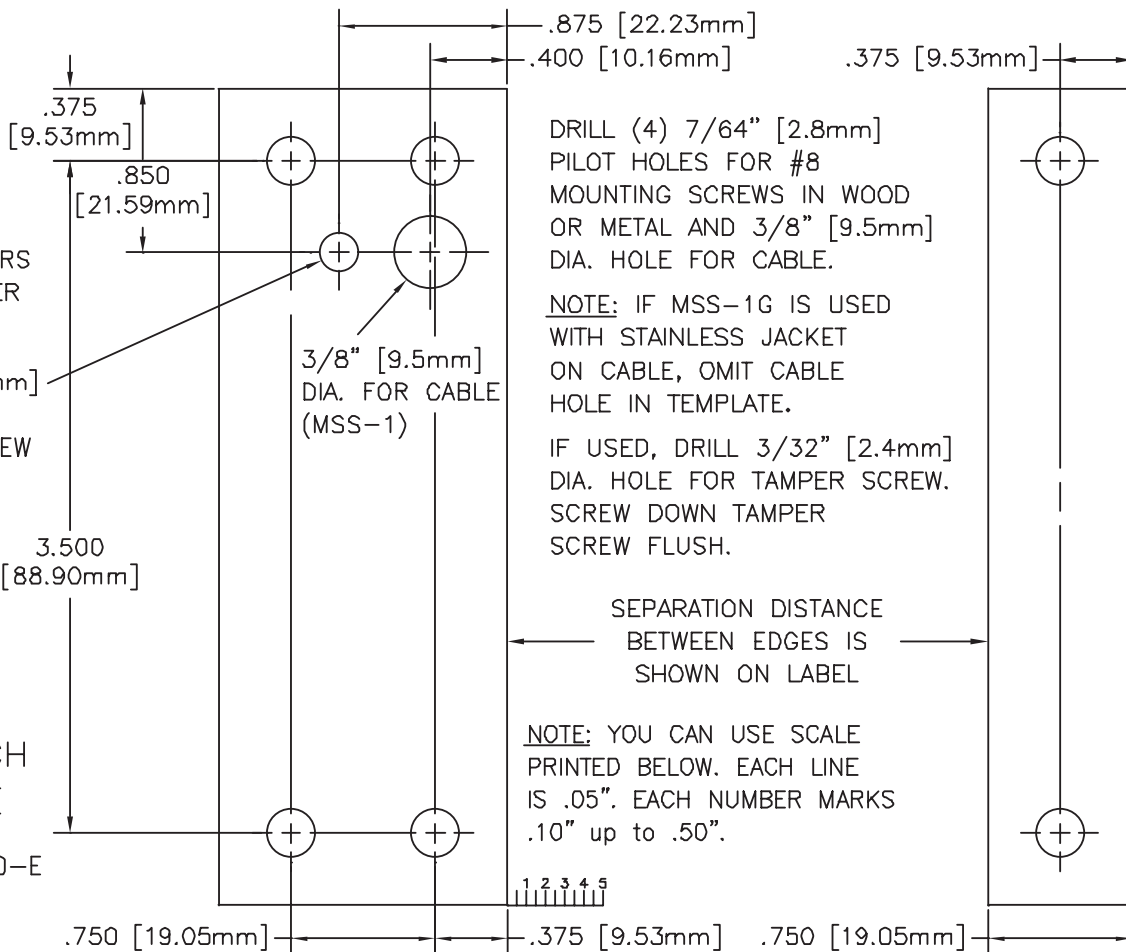 .875 [22.23mm]
.400 [10.16mm]
.375 [9.53mm]
.375
[9.53mm]
.850
[21.59mm]
DRILL (4) 7/64” [2.8mm]
PILOT HOLES FOR #8
MOUNTING SCREWS IN WOOD
OR METAL AND 3/8” [9.5mm]
DIA. HOLE FOR CABLE.
NOTE: IF MSS-1G IS USED
WITH STAINLESS JACKET
ON CABLE, OMIT CABLE
HOLE IN TEMPLATE.
IF USED, DRILL 3/32” [2.4mm]
DIA. HOLE FOR TAMPER SCREW.
SCREW DOWN TAMPER
SCREW FLUSH.
3/8” [9.5mm]
DIA. FOR CABLE
(MSS-1)
3.500
[88.90mm]
SEPARATION DISTANCE
BETWEEN EDGES IS
SHOWN ON LABEL
NOTE: YOU CAN USE SCALE
PRINTED BELOW. EACH LINE
IS .05”. EACH NUMBER MARKS
.10” up to .50”.
1 2 3 4 5
.750 [19.05mm]
.375 [9.53mm]
.750 [19.05mm]